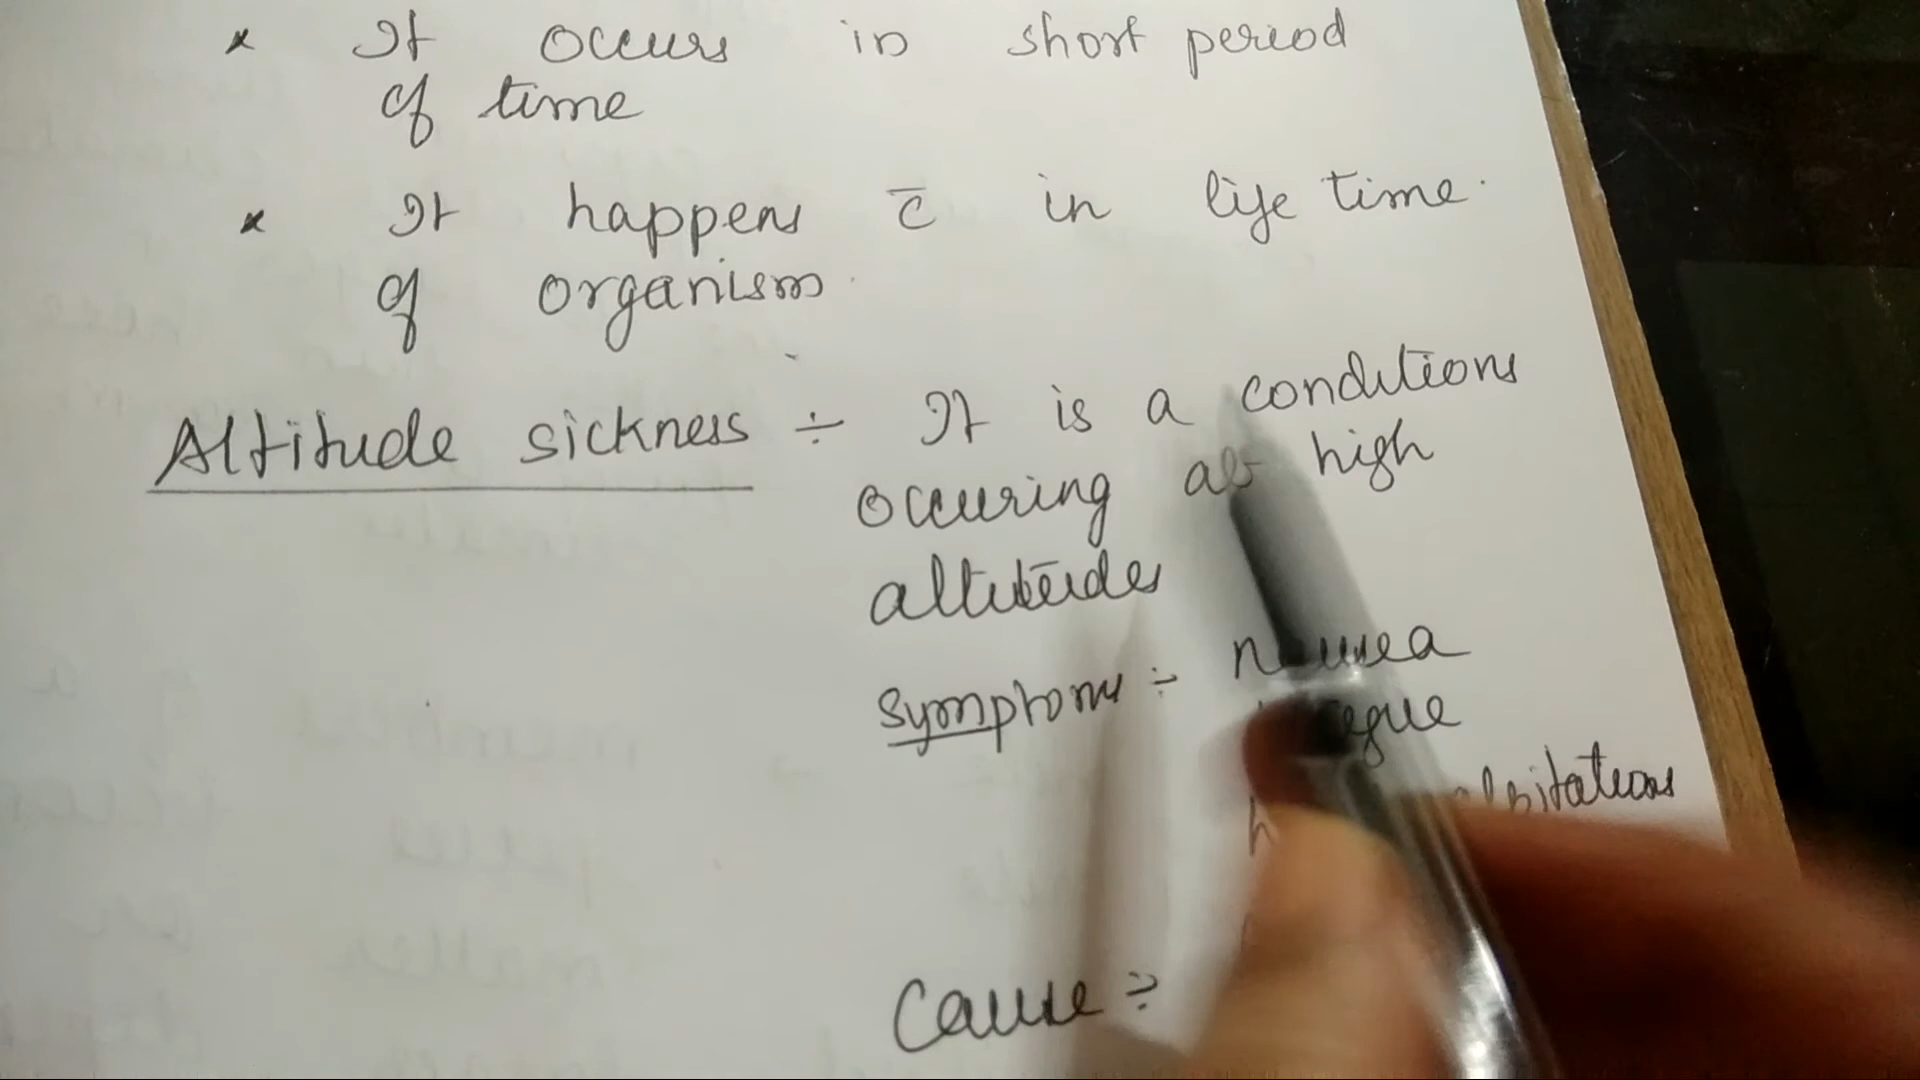 * It occurs in short period
of time
* It happens c̄ in life time.
of organism.
Altitude sickness ÷ It is a conditions
occuring at high
altitudes
Symptoms ÷ nausea
Cause ÷